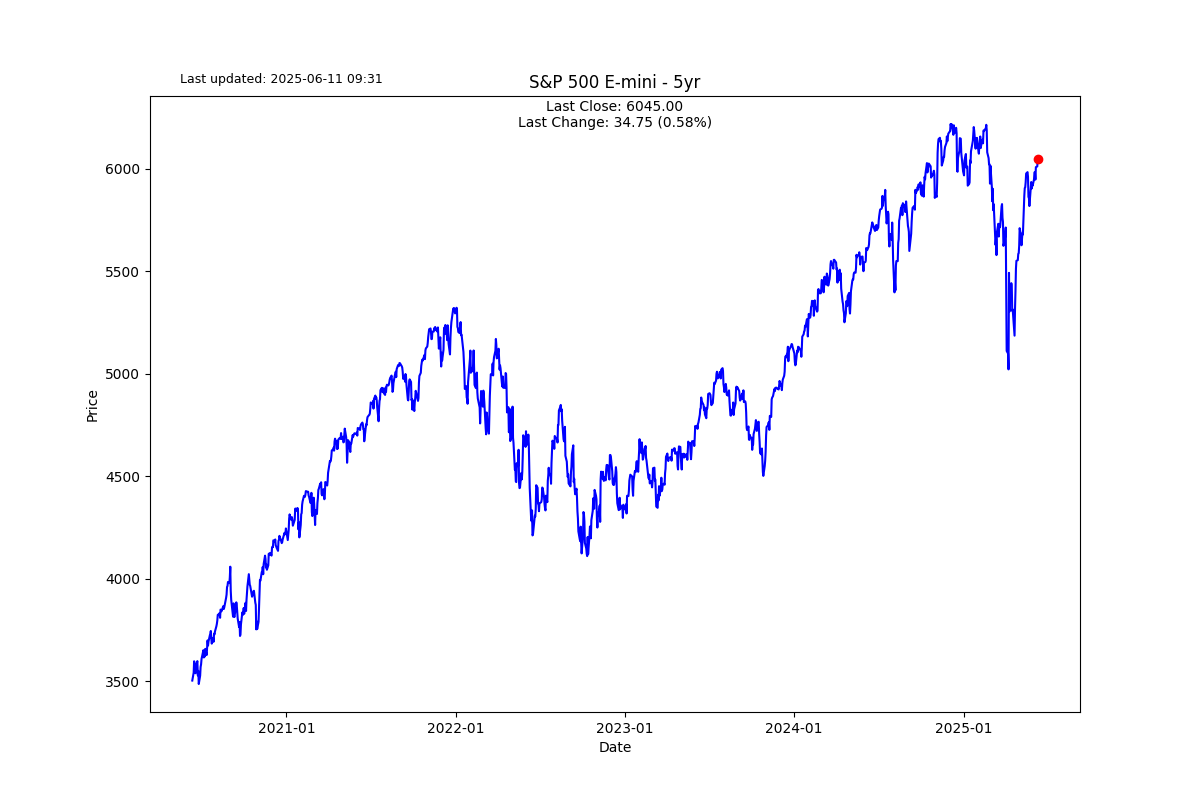 Last updated: 2025-06-11 09:31
S&P 500 E-mini - 5yr
Last Close: 6045.00
Last Change: 34.75 (0.58%)
6000
5500
5000
4500
4000
3500
Price
2021-01
2022-01
2023-01
2024-01
2025-01
Date